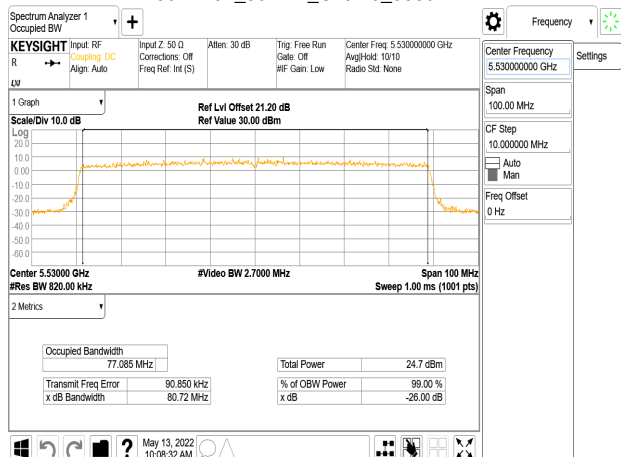 Spectrum Analyzer 1
Occupied BW
Frequency
KEYSIGHT
R
LXI
Input: RF
Coupling: DC
Align: Auto
Input Z: 50 Ω
Corrections: Off
Freq Ref: Int (S)
Atten: 30 dB
Trig: Free Run
Gate: Off
#IF Gain: Low
Center Freq: 5.530000000 GHz
Avg|Hold: 10/10
Radio Std: None
Center Frequency
5.530000000 GHz
Settings
Span
100.00 MHz
CF Step
10.000000 MHz
Auto
Man
Freq Offset
0 Hz
1 Graph
Scale/Div 10.0 dB
Ref Lvl Offset 21.20 dB
Ref Value 30.00 dBm
Log
20.0
10.0
0.00
-10.0
-20.0
-30.0
-40.0
-50.0
-60.0
Center 5.53000 GHz
#Video BW 2.7000 MHz
Span 100 MHz
#Res BW 820.00 kHz
Sweep 1.00 ms (1001 pts)
2 Metrics
Occupied Bandwidth
77.085 MHz
Total Power 24.7 dBm
Transmit Freq Error 90.850 kHz
% of OBW Power 99.00 %
x dB Bandwidth 80.72 MHz
x dB -26.00 dB
?
May 13, 2022
10:08:32 AM